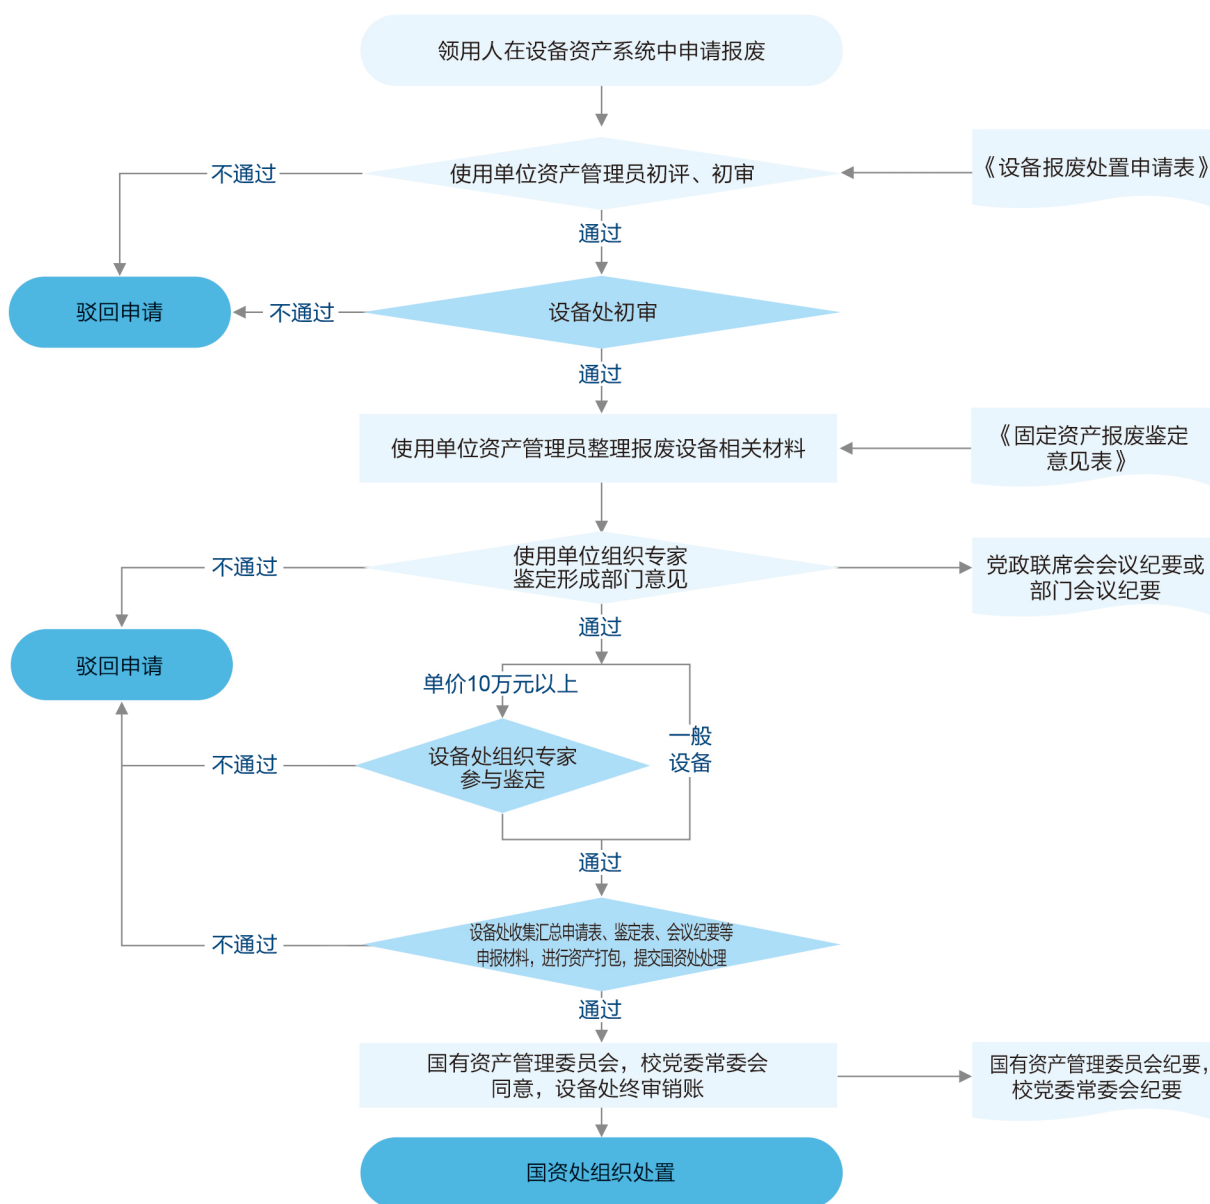 领用人在设备资产系统中申请报废
不通过
使用单位资产管理员初评、初审
《设备报废处置申请表》
通过
驳回申请
不通过
设备处初审
通过
使用单位资产管理员整理报废设备相关材料
《固定资产报废鉴定
意见表》
不通过
使用单位组织专家
鉴定形成部门意见
党政联席会会议纪要或
部门会议纪要
通过
驳回申请
单价10万元以上
一般
设备
不通过
设备处组织专家
参与鉴定
通过
不通过
设备处收集汇总申请表、鉴定表、会议纪要等
申报材料，进行资产打包，提交国资处处理
通过
国有资产管理委员会，校党委常委会
同意，设备处终审销账
国有资产管理委员会纪要，
校党委常委会纪要
国资处组织处置